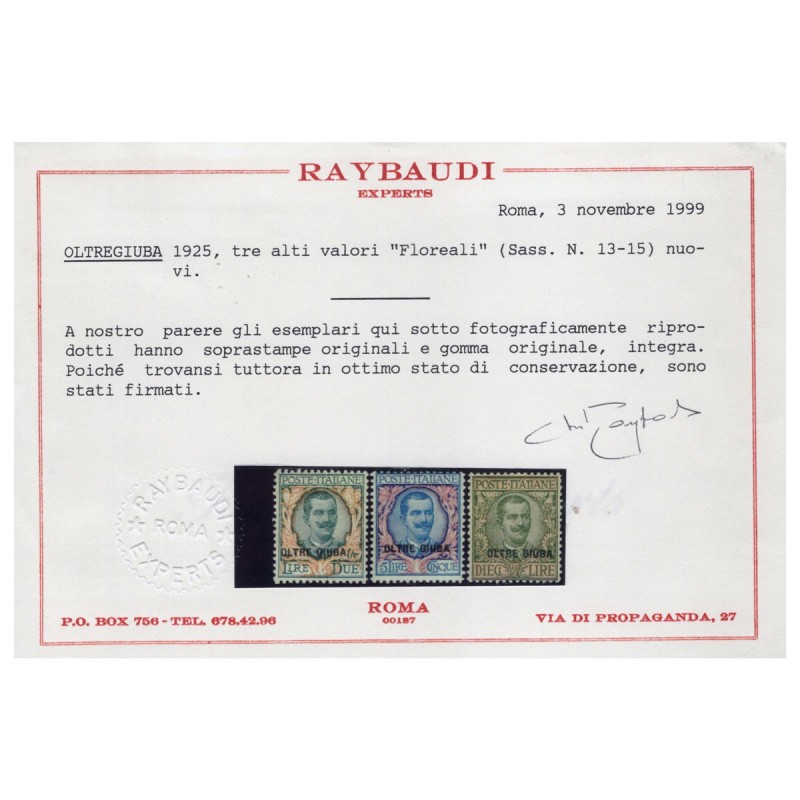 RAYBAUDI
EXPERTS
Roma, 3 novembre 1999
OLTREGIUBA 1925, tre alti valori "Floreali" (Sass. N. 13-15) nuo-
vi.
A nostro parere gli esemplari qui sotto fotograficamente ripro-
dotti hanno soprastampe originali e gomma originale, integra.
Poiché trovansi tuttora in ottimo stato di conservazione, sono
stati firmati.
RAYBAUDI
ROMA
EXPERTS
POSTE·ITALIANE
OLTRE GIUBA
LIRE DUE
POSTE·ITALIANE
OLTRE GIUBA
5 LIRE CINQUE
POSTE·ITALIANE
OLTRE GIUBA
DIECI LIRE
P.O. BOX 756 - TEL. 678.42.96
ROMA
00187
VIA DI PROPAGANDA, 27